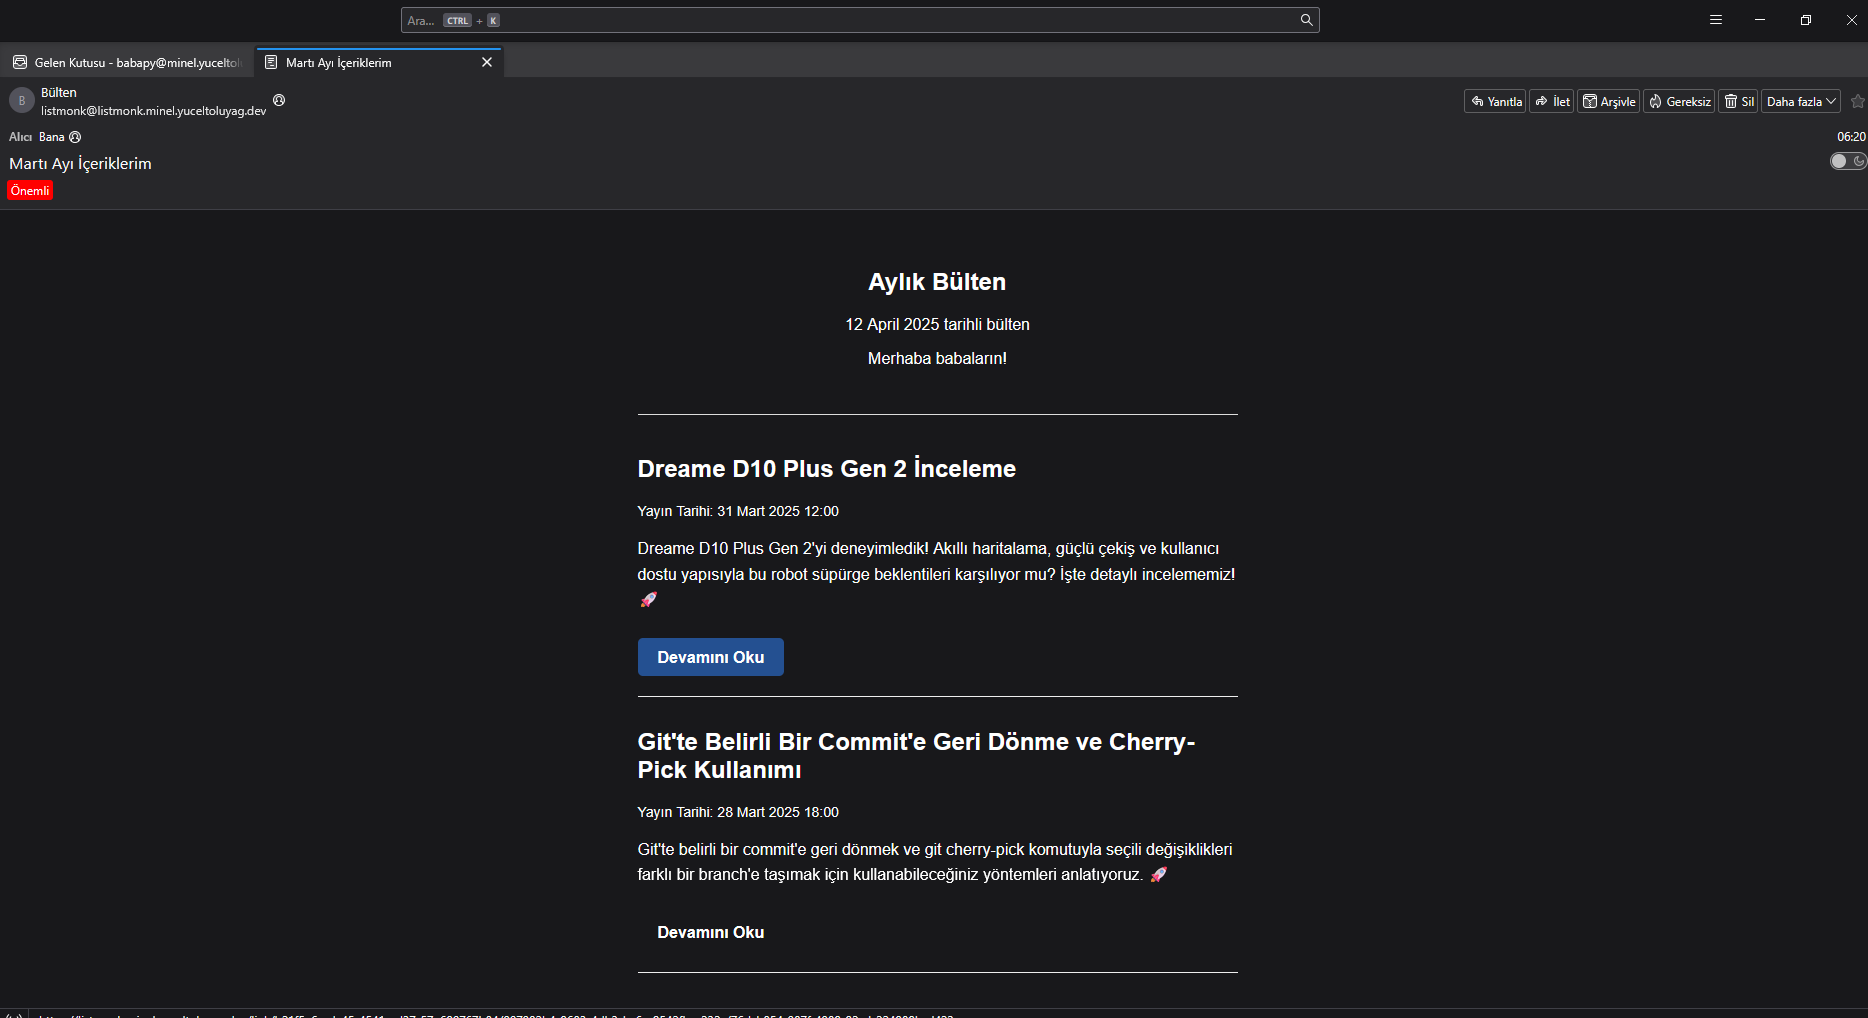 Ara... CTRL + K
Gelen Kutusu - babapy@minel.yuceltol
Martı Ayı İçeriklerim
B
Bülten
listmonk@listmonk.minel.yuceltoluyag.dev
Yanıtla
İlet
Arşivle
Gereksiz
Sil
Daha fazla
Alıcı Bana
06:20
Martı Ayı İçeriklerim
Önemli
Aylık Bülten
12 April 2025 tarihli bülten
Merhaba babaların!
Dreame D10 Plus Gen 2 İnceleme
Yayın Tarihi: 31 Mart 2025 12:00
Dreame D10 Plus Gen 2'yi deneyimledik! Akıllı haritalama, güçlü çekiş ve kullanıcı
dostu yapısıyla bu robot süpürge beklentileri karşılıyor mu? İşte detaylı incelememiz!
🚀
Devamını Oku
Git'te Belirli Bir Commit'e Geri Dönme ve Cherry-
Pick Kullanımı
Yayın Tarihi: 28 Mart 2025 18:00
Git'te belirli bir commit'e geri dönmek ve git cherry-pick komutuyla seçili değişiklikleri
farklı bir branch'e taşımak için kullanabileceğiniz yöntemleri anlatıyoruz. 🚀
Devamını Oku